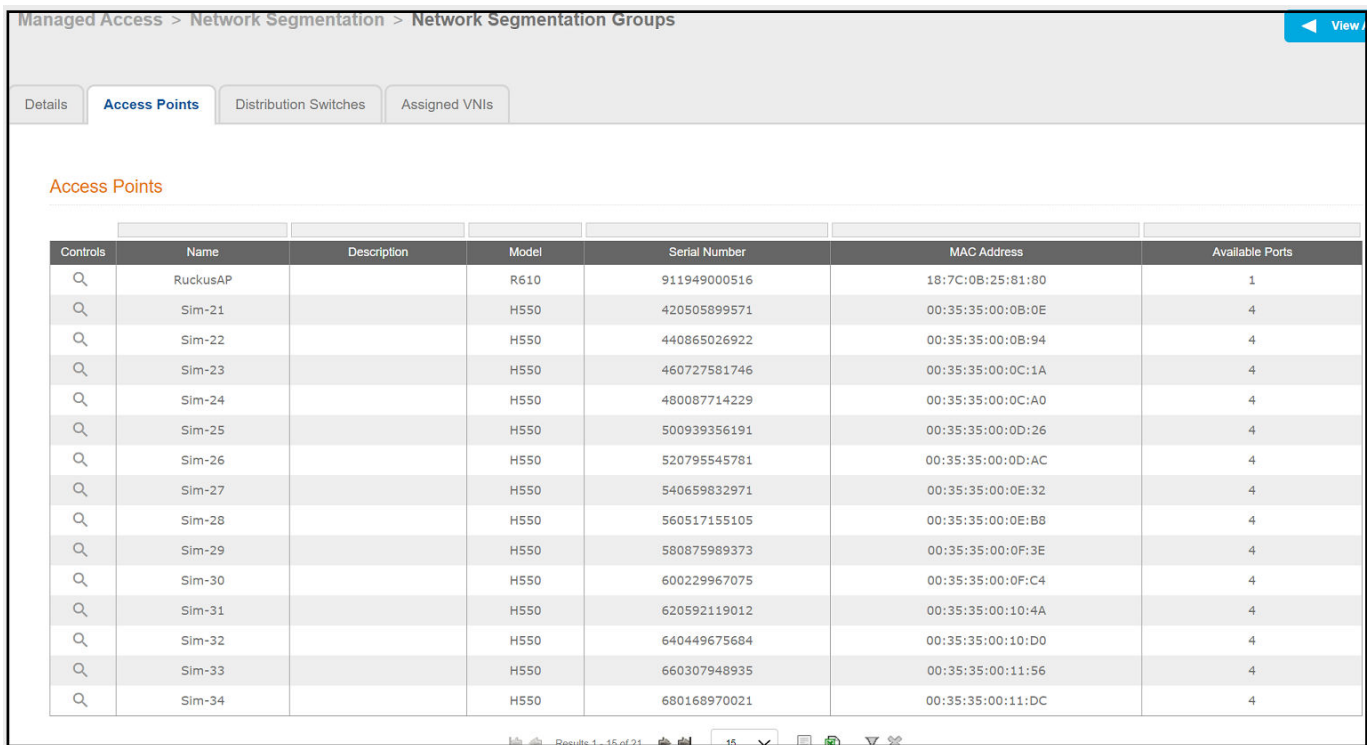 Managed Access > Network Segmentation > Network Segmentation Groups
View
Details Access Points Distribution Switches Assigned VNIs
Access Points
Controls Name Description Model Serial Number MAC Address Available Ports
RuckusAP R610 911949000516 18:7C:0B:25:81:80 1
Sim-21 H550 420505899571 00:35:35:00:0B:0E 4
Sim-22 H550 440865026922 00:35:35:00:0B:94 4
Sim-23 H550 460727581746 00:35:35:00:0C:1A 4
Sim-24 H550 480087714229 00:35:35:00:0C:A0 4
Sim-25 H550 500939356191 00:35:35:00:0D:26 4
Sim-26 H550 520795545781 00:35:35:00:0D:AC 4
Sim-27 H550 540659832971 00:35:35:00:0E:32 4
Sim-28 H550 560517155105 00:35:35:00:0E:B8 4
Sim-29 H550 580875989373 00:35:35:00:0F:3E 4
Sim-30 H550 600229967075 00:35:35:00:0F:C4 4
Sim-31 H550 620592119012 00:35:35:00:10:4A 4
Sim-32 H550 640449675684 00:35:35:00:10:D0 4
Sim-33 H550 660307948935 00:35:35:00:11:56 4
Sim-34 H550 680168970021 00:35:35:00:11:DC 4
Results 1 - 15 of 21 15